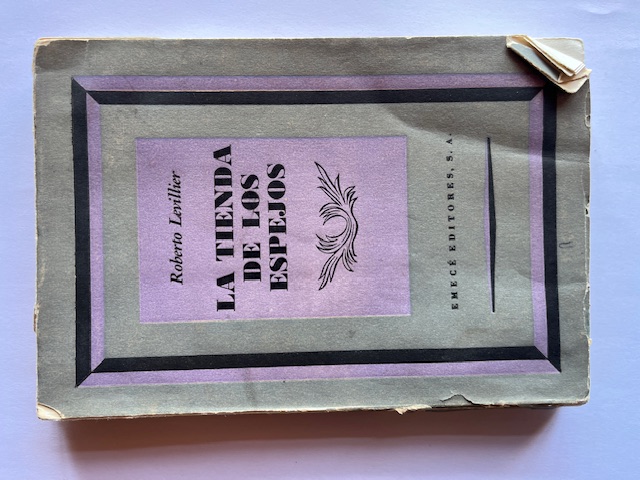 Roberto Levillier
LA TIENDA
DE LOS
ESPEJOS
EMECÉ EDITORES, S. A.